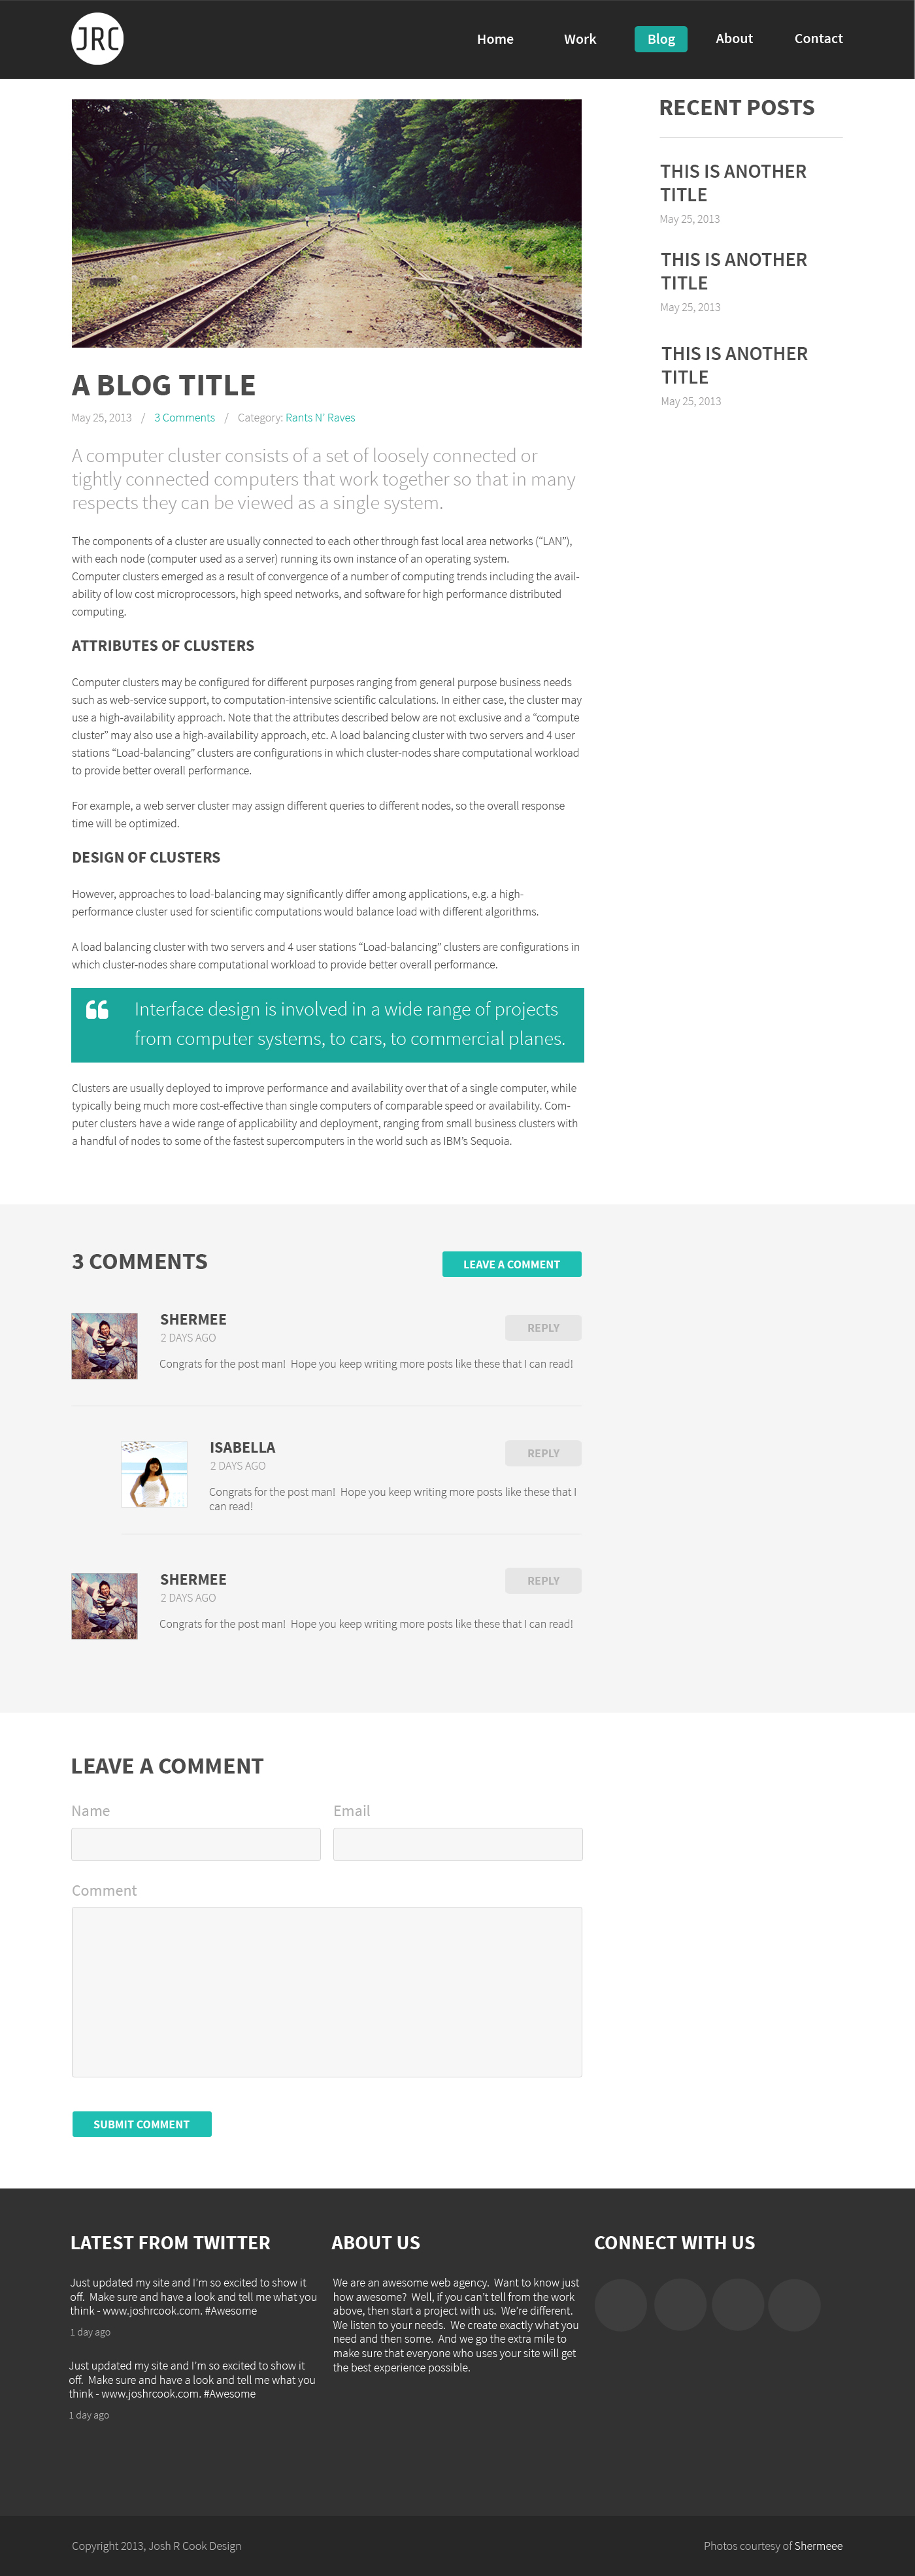 JRC
Home Work Blog About Contact
A BLOG TITLE
May 25, 2013 / 3 Comments / Category: Rants N' Raves
A computer cluster consists of a set of loosely connected or
tightly connected computers that work together so that in many
respects they can be viewed as a single system.
The components of a cluster are usually connected to each other through fast local area networks (“LAN”),
with each node (computer used as a server) running its own instance of an operating system.
Computer clusters emerged as a result of convergence of a number of computing trends including the avail-
ability of low cost microprocessors, high speed networks, and software for high performance distributed
computing.
ATTRIBUTES OF CLUSTERS
Computer clusters may be configured for different purposes ranging from general purpose business needs
such as web-service support, to computation-intensive scientific calculations. In either case, the cluster may
use a high-availability approach. Note that the attributes described below are not exclusive and a “compute
cluster” may also use a high-availability approach, etc. A load balancing cluster with two servers and 4 user
stations “Load-balancing” clusters are configurations in which cluster-nodes share computational workload
to provide better overall performance.
For example, a web server cluster may assign different queries to different nodes, so the overall response
time will be optimized.
DESIGN OF CLUSTERS
However, approaches to load-balancing may significantly differ among applications, e.g. a high-
performance cluster used for scientific computations would balance load with different algorithms.
A load balancing cluster with two servers and 4 user stations “Load-balancing” clusters are configurations in
which cluster-nodes share computational workload to provide better overall performance.
“ Interface design is involved in a wide range of projects
from computer systems, to cars, to commercial planes.
Clusters are usually deployed to improve performance and availability over that of a single computer, while
typically being much more cost-effective than single computers of comparable speed or availability. Com-
puter clusters have a wide range of applicability and deployment, ranging from small business clusters with
a handful of nodes to some of the fastest supercomputers in the world such as IBM’s Sequoia.
RECENT POSTS
THIS IS ANOTHER
TITLE
May 25, 2013
THIS IS ANOTHER
TITLE
May 25, 2013
THIS IS ANOTHER
TITLE
May 25, 2013
3 COMMENTS
LEAVE A COMMENT
SHERMEE
REPLY
2 DAYS AGO
Congrats for the post man! Hope you keep writing more posts like these that I can read!
ISABELLA
REPLY
2 DAYS AGO
Congrats for the post man! Hope you keep writing more posts like these that I
can read!
SHERMEE
REPLY
2 DAYS AGO
Congrats for the post man! Hope you keep writing more posts like these that I can read!
LEAVE A COMMENT
Name Email
Comment
SUBMIT COMMENT
LATEST FROM TWITTER
Just updated my site and I’m so excited to show it
off. Make sure and have a look and tell me what you
think - www.joshrcook.com. #Awesome
1 day ago
Just updated my site and I’m so excited to show it
off. Make sure and have a look and tell me what you
think - www.joshrcook.com. #Awesome
1 day ago
ABOUT US
We are an awesome web agency. Want to know just
how awesome? Well, if you can’t tell from the work
above, then start a project with us. We’re different.
We listen to your needs. We create exactly what you
need and then some. And we go the extra mile to
make sure that everyone who uses your site will get
the best experience possible.
CONNECT WITH US
Copyright 2013, Josh R Cook Design
Photos courtesy of Shermeee